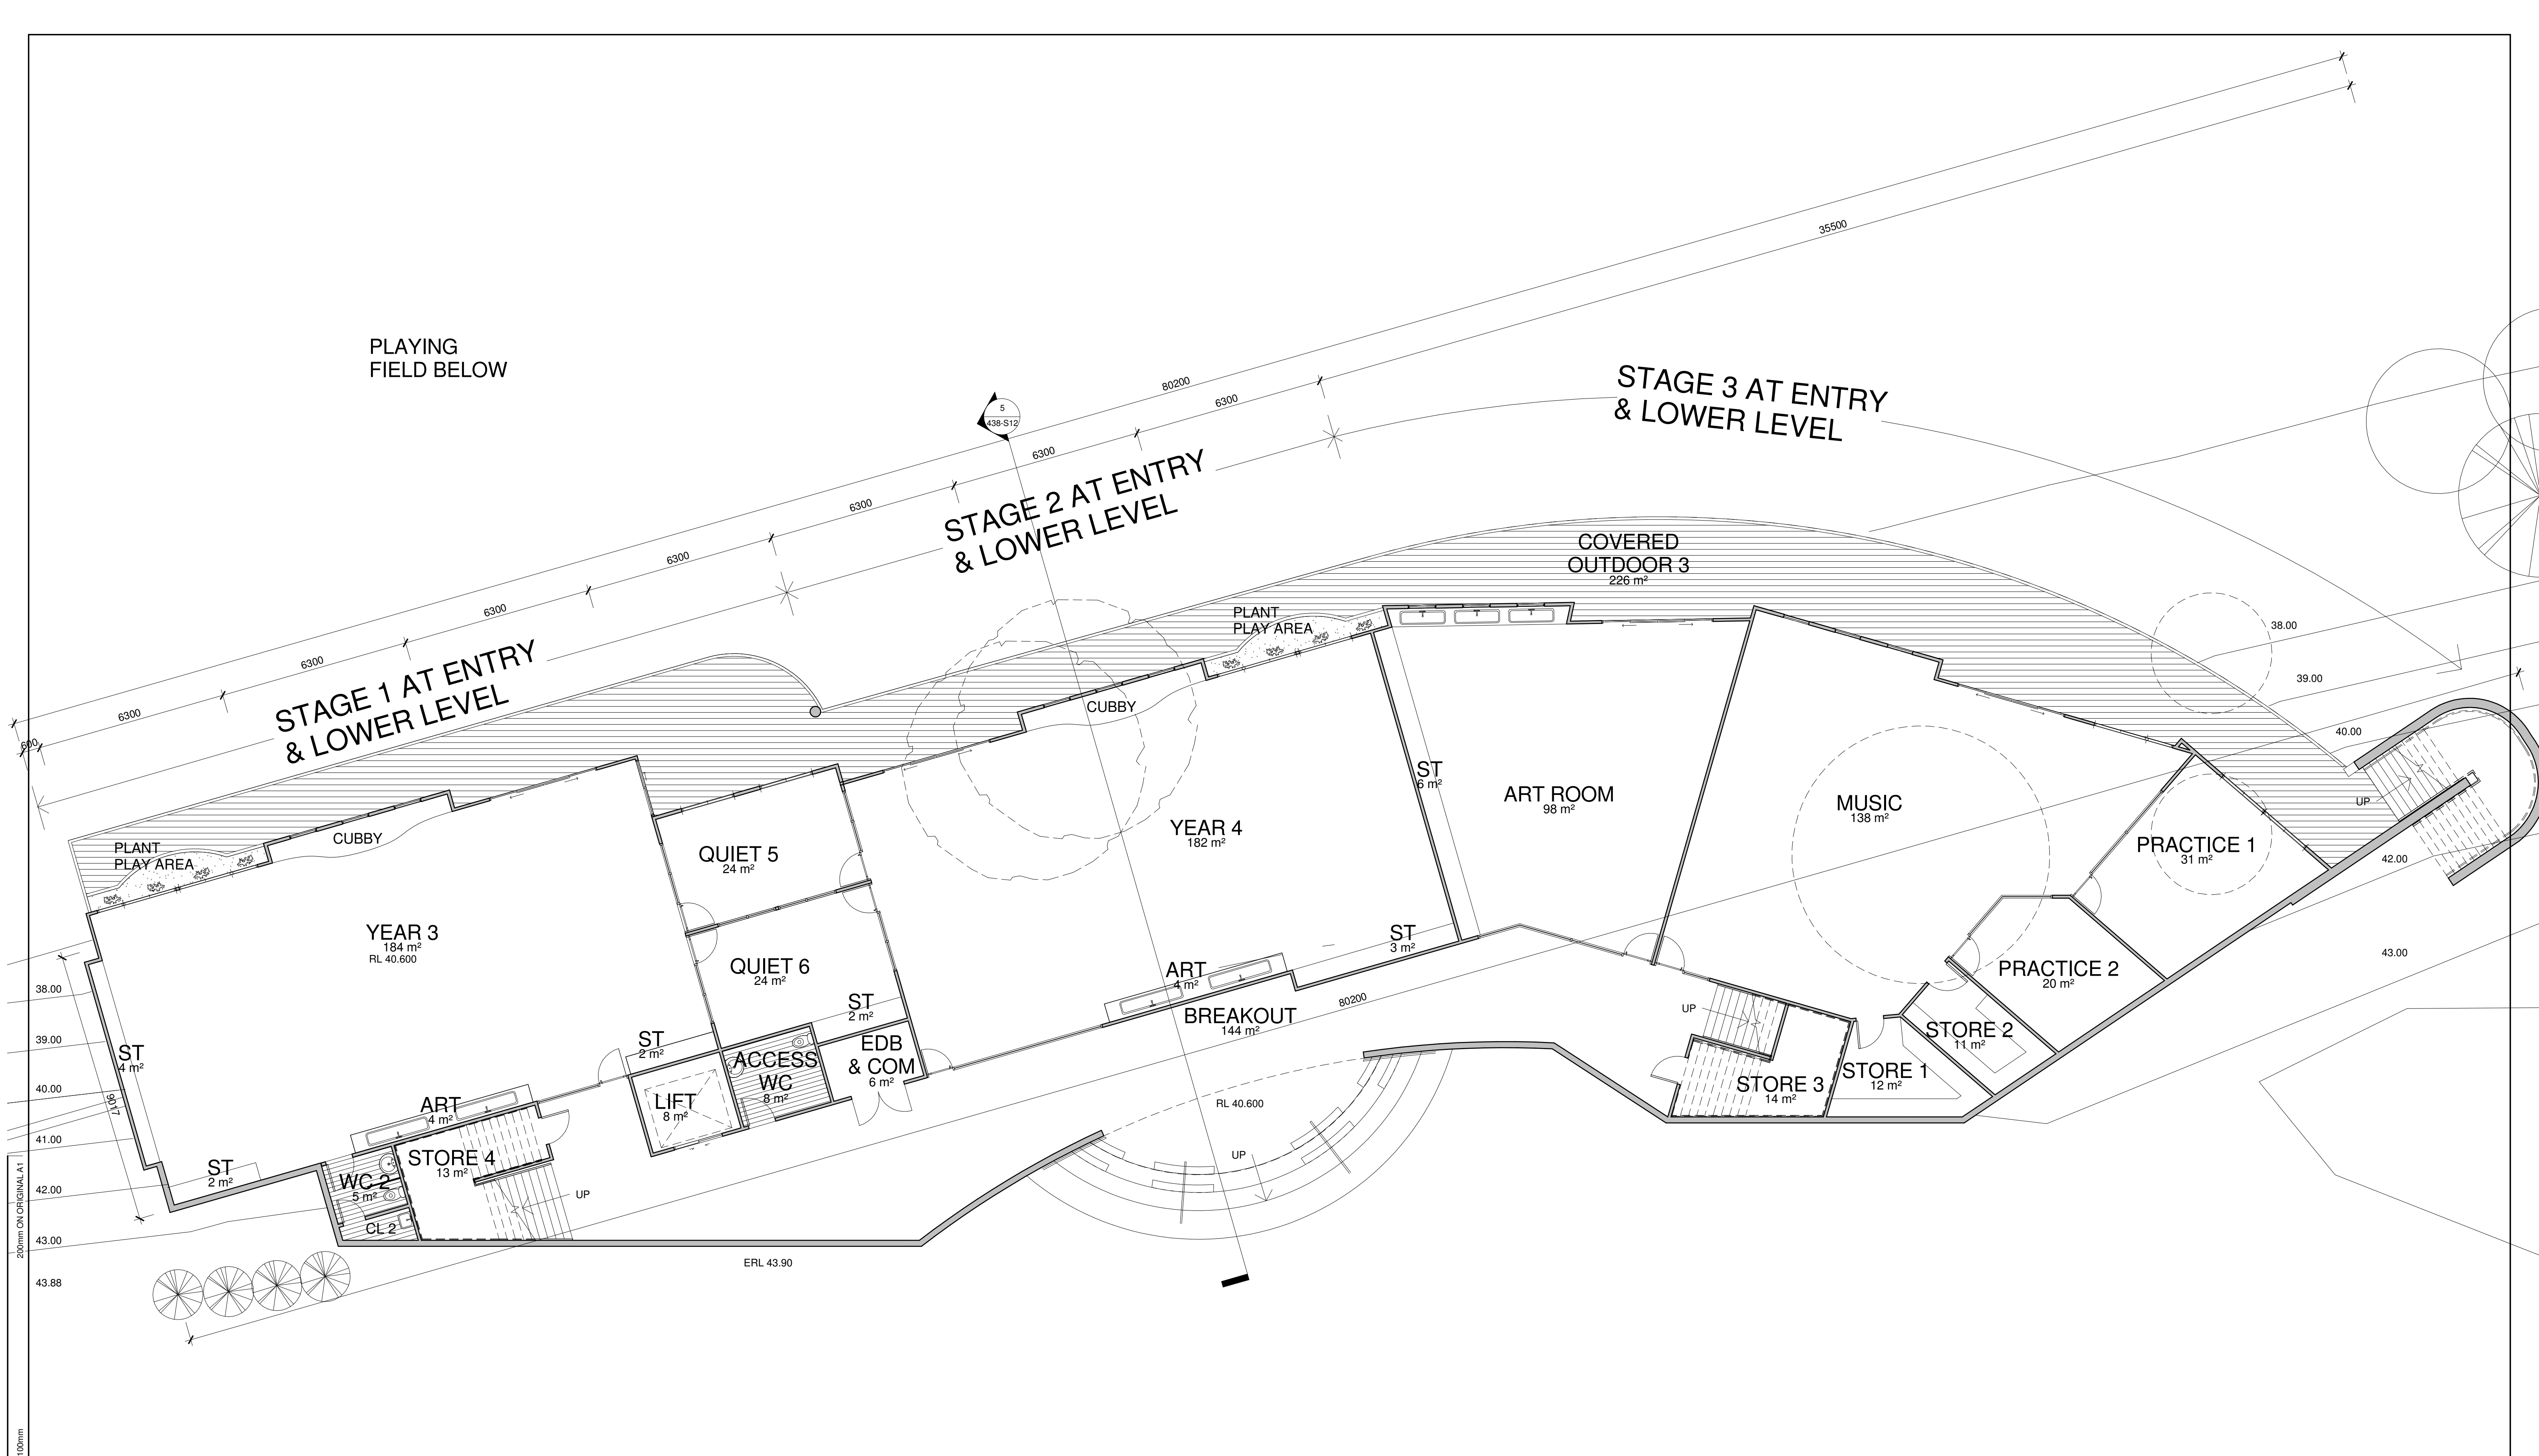 35500
PLAYING
FIELD BELOW
80200
6300
6300
6300
6300
6300
6300
6300
600
5
438-S12
STAGE 3 AT ENTRY
& LOWER LEVEL
STAGE 2 AT ENTRY
& LOWER LEVEL
STAGE 1 AT ENTRY
& LOWER LEVEL
COVERED
OUTDOOR 3
226 m²
PLANT
PLAY AREA
CUBBY
38.00
39.00
40.00
42.00
43.00
ST
6 m²
ART ROOM
98 m²
MUSIC
138 m²
UP
PRACTICE 1
31 m²
PRACTICE 2
20 m²
YEAR 4
182 m²
QUIET 5
24 m²
QUIET 6
24 m²
CUBBY
PLANT
PLAY AREA
YEAR 3
184 m²
RL 40.600
ST
3 m²
ART
4 m²
BREAKOUT
144 m²
80200
ST
2 m²
ST
2 m²
EDB
& COM
6 m²
ACCESS
WC
8 m²
LIFT
8 m²
UP
STORE 3
14 m²
STORE 1
12 m²
STORE 2
11 m²
RL 40.600
UP
ST
4 m²
9017
ART
4 m²
STORE 4
13 m²
UP
WC 2
5 m²
CL 2
ST
2 m²
38.00
39.00
40.00
41.00
42.00
43.00
43.88
ERL 43.90
200mm ON ORIGINAL A1
100mm